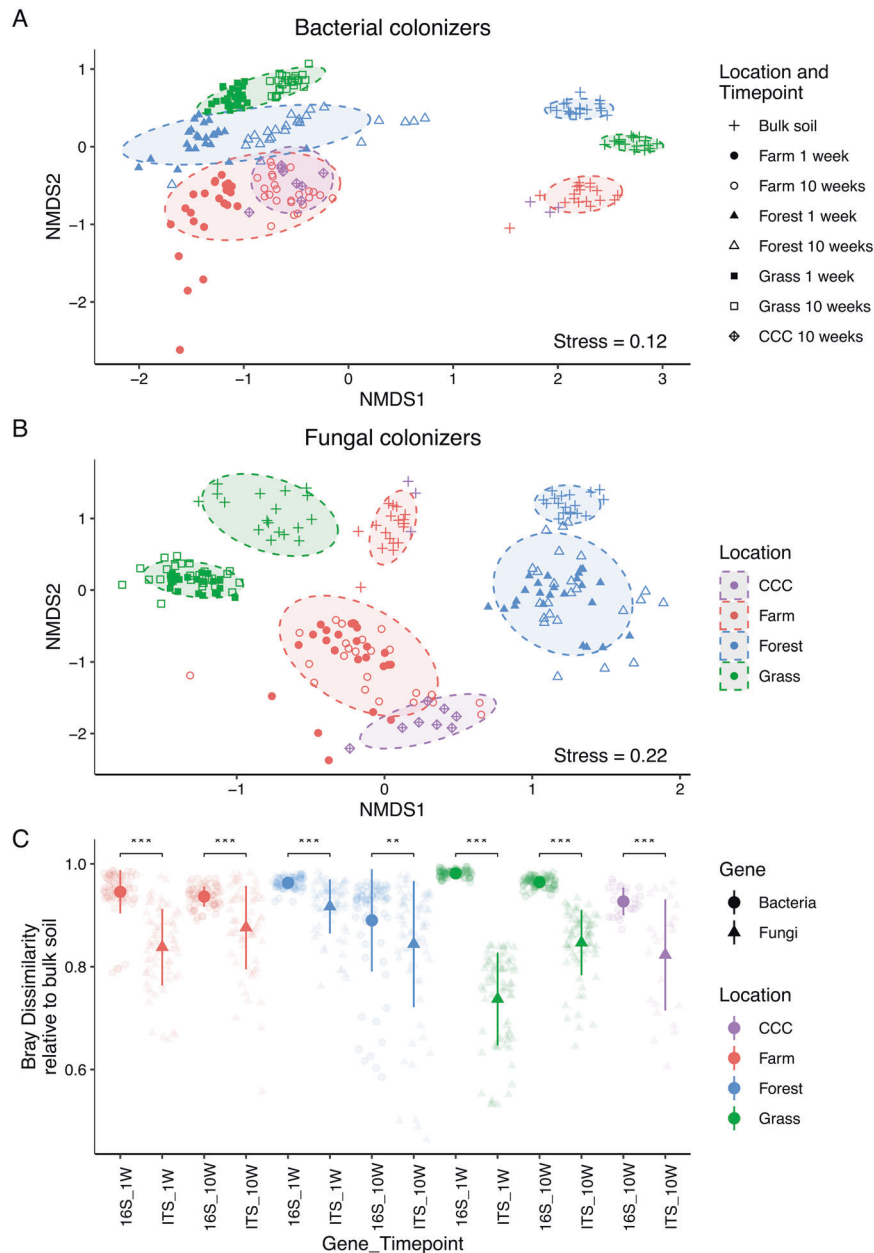 A
Bacterial colonizers
1
0
−1
−2
NMDS2
−2
−1
0
1
2
3
NMDS1
Stress = 0.12
Location and
Timepoint
Bulk soil
Farm 1 week
Farm 10 weeks
Forest 1 week
Forest 10 weeks
Grass 1 week
Grass 10 weeks
CCC 10 weeks
B
Fungal colonizers
1
0
−1
−2
NMDS2
−1
0
1
2
NMDS1
Stress = 0.22
Location
CCC
Farm
Forest
Grass
C
***
***
***
**
***
***
***
1.0
0.8
0.6
Bray Dissimilarity
relative to bulk soil
16S_1W
ITS_1W
16S_10W
ITS_10W
16S_1W
ITS_1W
16S_10W
ITS_10W
16S_1W
ITS_1W
16S_10W
ITS_10W
16S_10W
ITS_10W
Gene_Timepoint
Gene
Bacteria
Fungi
Location
CCC
Farm
Forest
Grass